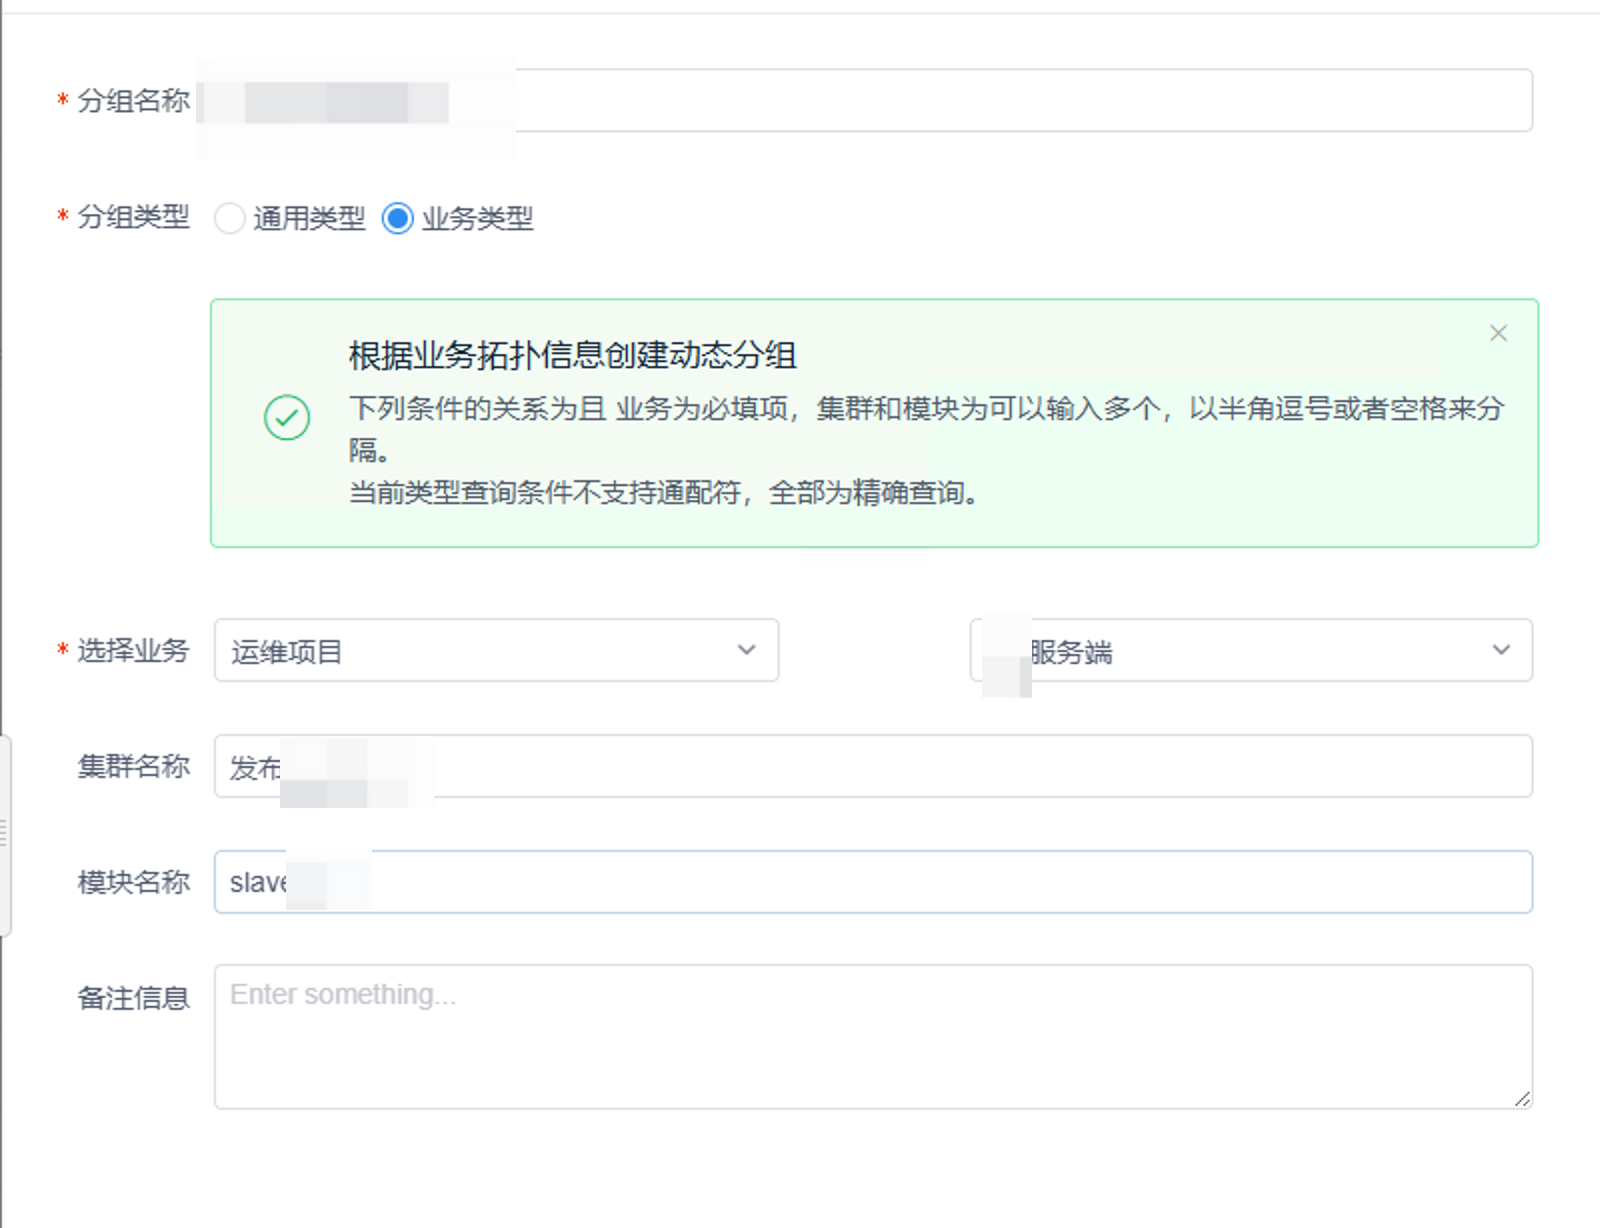 * 分组名称
* 分组类型 通用类型 业务类型
根据业务拓扑信息创建动态分组
下列条件的关系为且 业务为必填项，集群和模块为可以输入多个，以半角逗号或者空格来分
隔。
当前类型查询条件不支持通配符，全部为精确查询。
* 选择业务 运维项目 服务端
集群名称 发布
模块名称 slave
备注信息 Enter something...